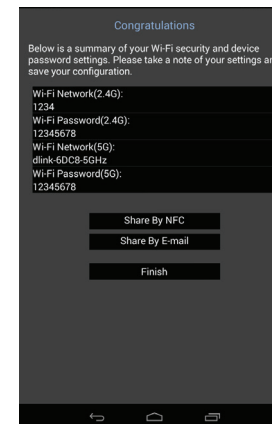 Congratulations
Below is a summary of your Wi-Fi security and device
password settings. Please take a note of your settings an
save your configuration.
Wi-Fi Network(2.4G):
1234
Wi-Fi Password(2.4G):
12345678
Wi-Fi Network(5G):
dlink-6DC8-5GHz
Wi-Fi Password(5G):
12345678
Share By NFC
Share By E-mail
Finish